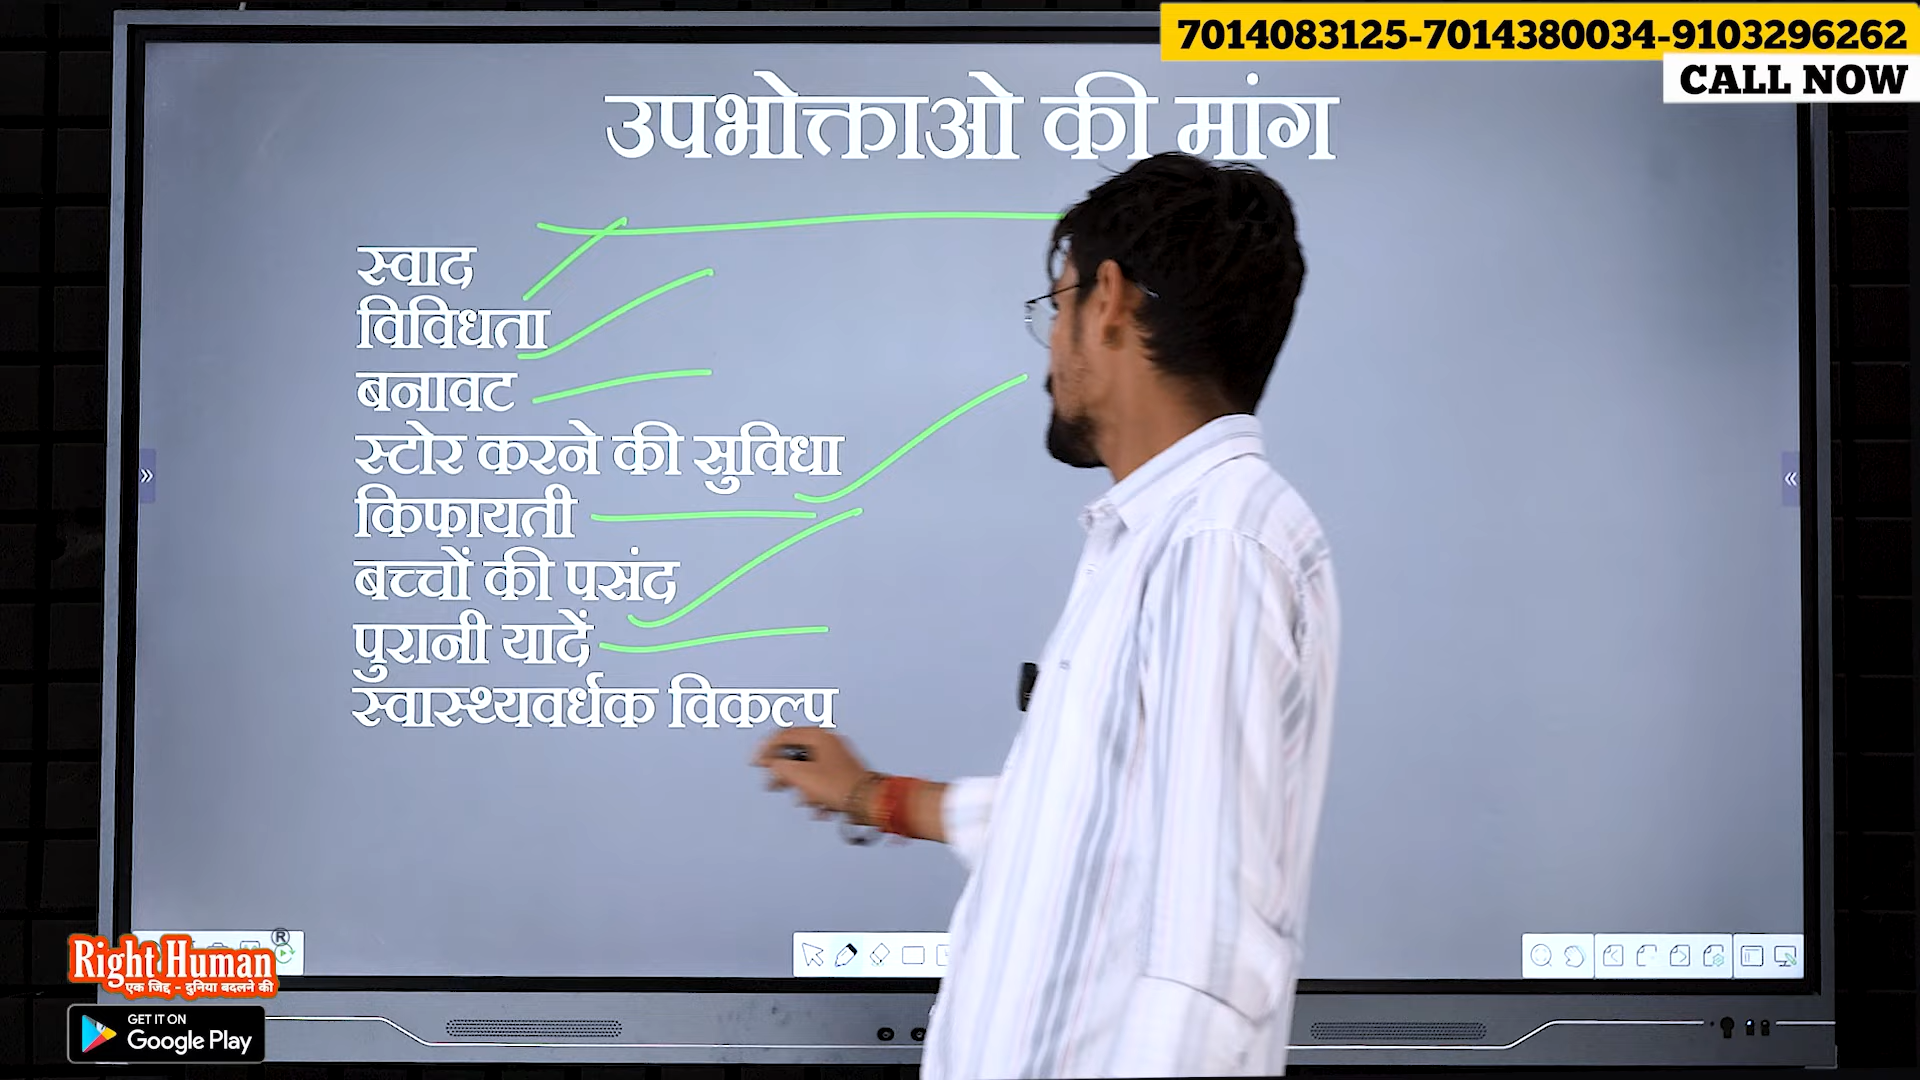 7014083125-7014380034-9103296262
CALL NOW
उपभोक्ताओ की मांग
स्वाद
विविधता
बनावट
स्टोर करने की सुविधा
किफायती
बच्चों की पसंद
पुरानी यादें
स्वास्थ्यवर्धक विकल्प
Right Human ®
एक जिद्द - दुनिया बदलने की
GET IT ON
Google Play